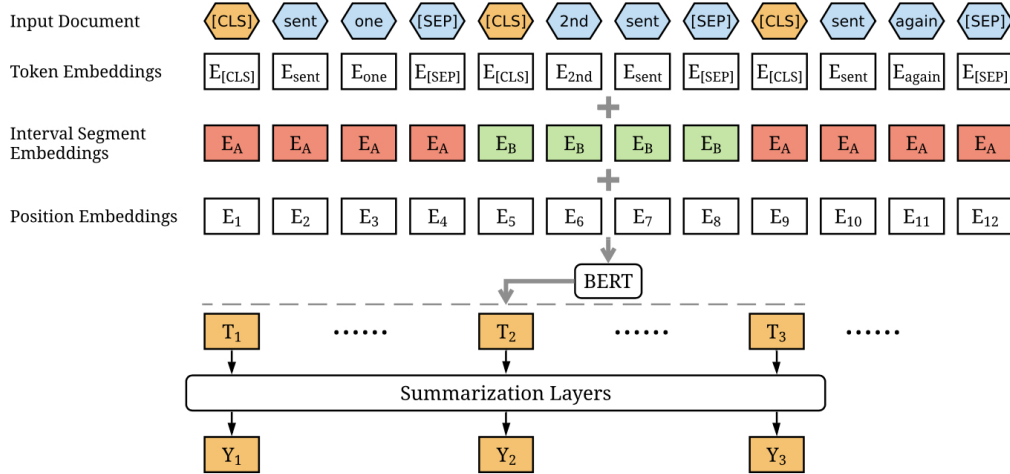 Input Document [CLS] sent one [SEP] [CLS] 2nd sent [SEP] [CLS] sent again [SEP]
Token Embeddings E[CLS] Esent Eone E[SEP] E[CLS] E2nd Esent E[SEP] E[CLS] Esent Eagain E[SEP]
+
Interval Segment
Embeddings EA EA EA EA EB EB EB EB EA EA EA EA
+
Position Embeddings E1 E2 E3 E4 E5 E6 E7 E8 E9 E10 E11 E12
BERT
T1 ...... T2 ...... T3 ......
Summarization Layers
Y1 Y2 Y3